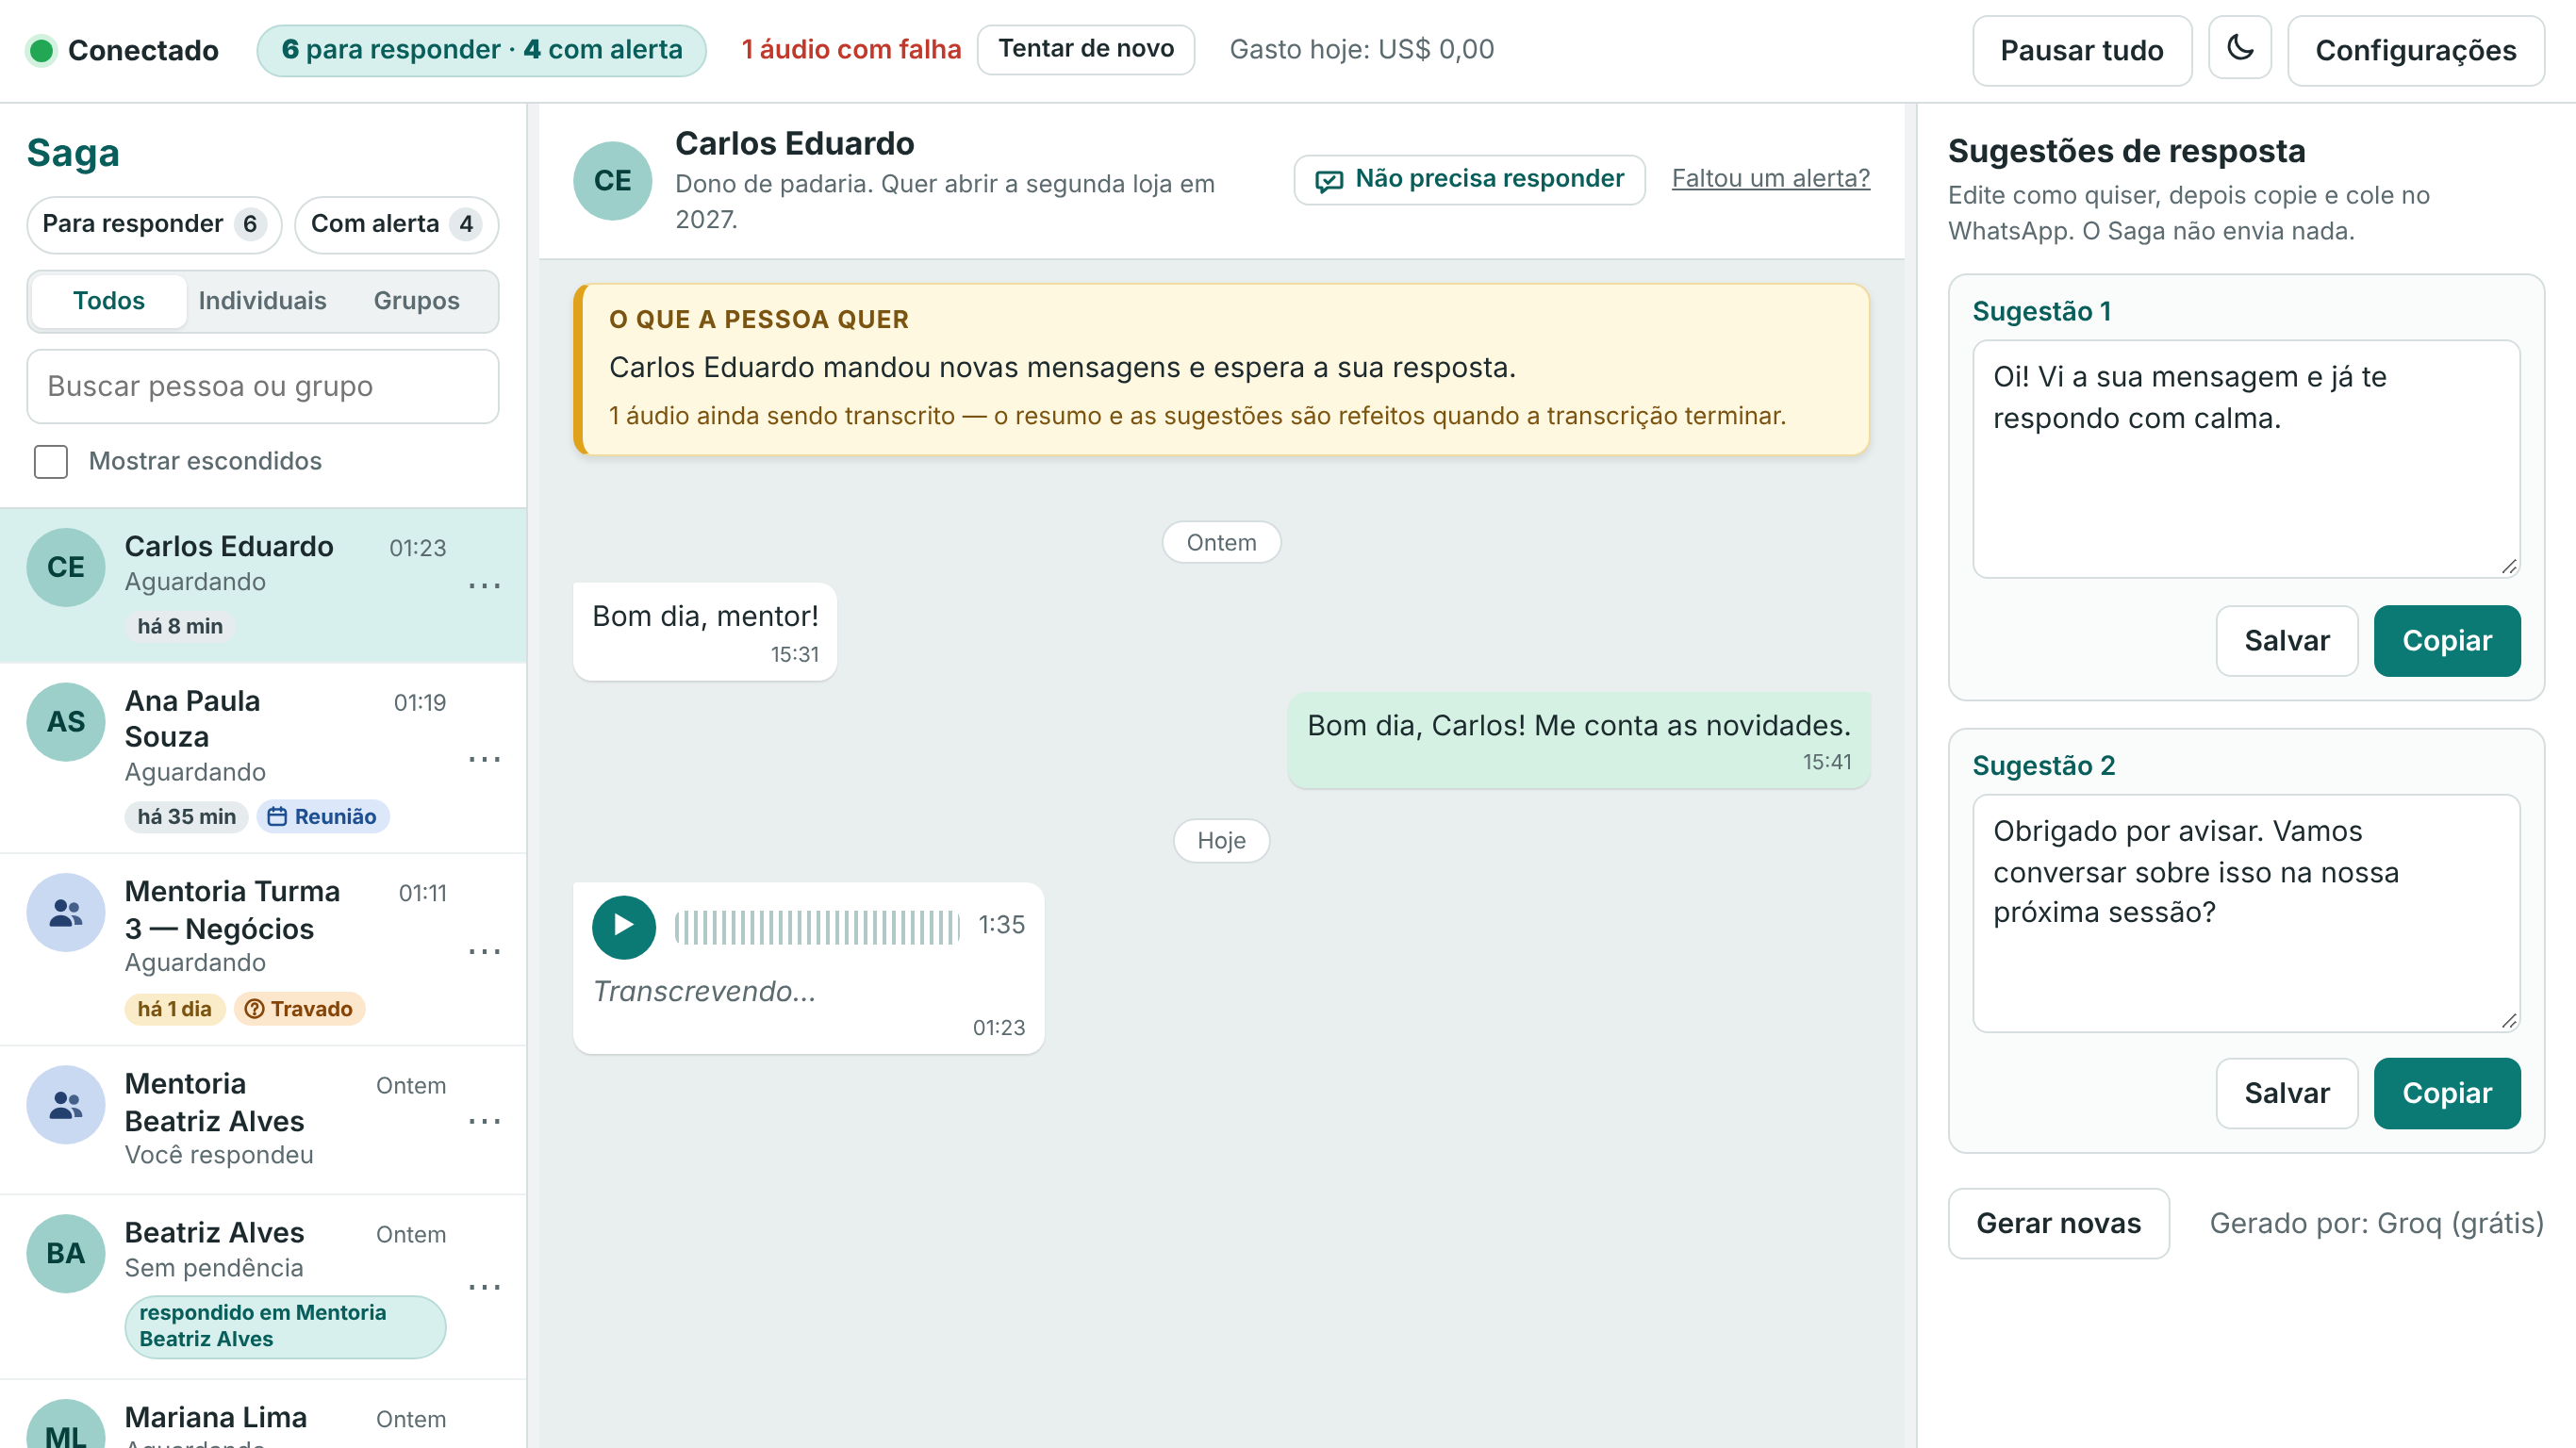 Conectado
6 para responder · 4 com alerta
1 áudio com falha
Tentar de novo
Gasto hoje: US$ 0,00
Pausar tudo
Configurações
Saga
Para responder 6
Com alerta 4
Todos
Individuais
Grupos
Buscar pessoa ou grupo
Mostrar escondidos
CE
Carlos Eduardo
01:23
Aguardando
há 8 min
...
AS
Ana Paula
Souza
01:19
Aguardando
há 35 min
Reunião
...
Mentoria Turma
3 — Negócios
01:11
Aguardando
há 1 dia
Travado
...
Mentoria
Beatriz Alves
Ontem
Você respondeu
...
BA
Beatriz Alves
Ontem
Sem pendência
respondido em Mentoria
Beatriz Alves
...
ML
Mariana Lima
Ontem
CE
Carlos Eduardo
Dono de padaria. Quer abrir a segunda loja em
2027.
Não precisa responder
Faltou um alerta?
O QUE A PESSOA QUER
Carlos Eduardo mandou novas mensagens e espera a sua resposta.
1 áudio ainda sendo transcrito — o resumo e as sugestões são refeitos quando a transcrição terminar.
Ontem
Bom dia, mentor!
15:31
Bom dia, Carlos! Me conta as novidades.
15:41
Hoje
1:35
Transcrevendo...
01:23
Sugestões de resposta
Edite como quiser, depois copie e cole no
WhatsApp. O Saga não envia nada.
Sugestão 1
Oi! Vi a sua mensagem e já te
respondo com calma.
Salvar
Copiar
Sugestão 2
Obrigado por avisar. Vamos
conversar sobre isso na nossa
próxima sessão?
Salvar
Copiar
Gerar novas
Gerado por: Groq (grátis)